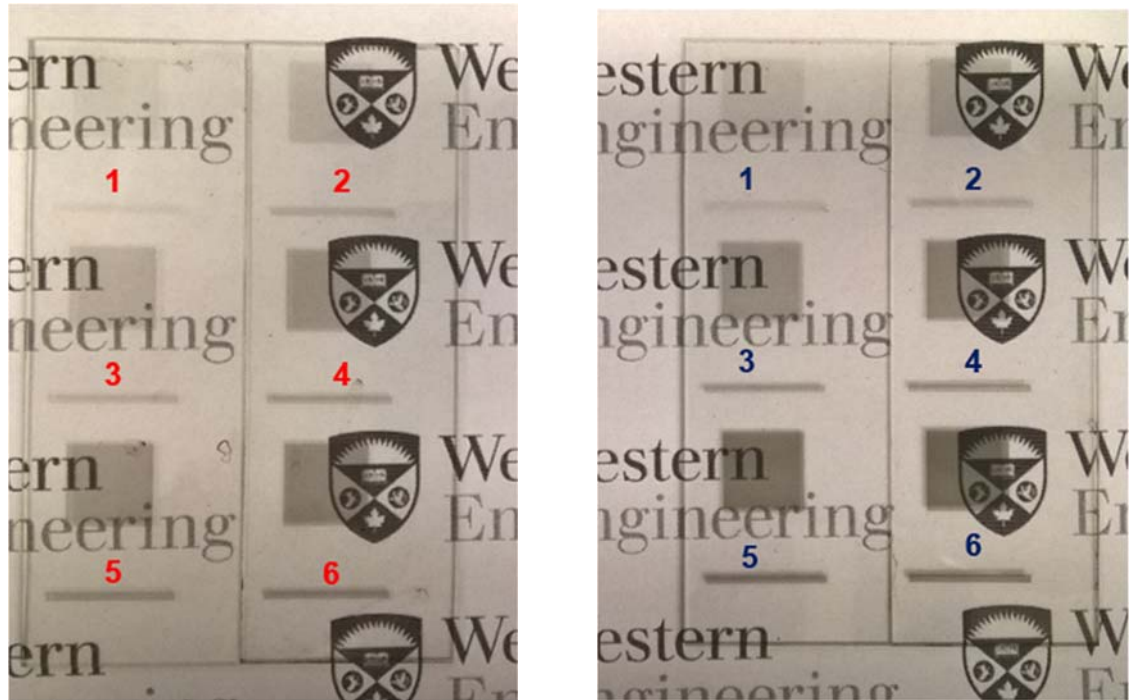 ern We
neering En
1 2
ern We
neering En
3 4
ern We
neering En
5 6
ern We
estern We
ngineering En
1 2
estern We
ngineering En
3 4
estern We
ngineering En
5 6
estern W
ngineering